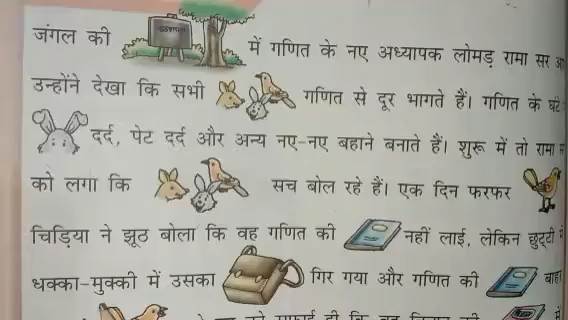 जंगल की में गणित के नए अध्यापक लोमड़ रामा सर
उन्होंने देखा कि सभी गणित से दूर भागते हैं। गणित के घंटे
दर्द, पेट दर्द और अन्य नए-नए बहाने बनाते हैं। शुरू में तो रामा
को लगा कि सच बोल रहे हैं। एक दिन फरफर
चिड़िया ने झूठ बोला कि वह गणित की नहीं लाई, लेकिन छुट्टी में
धक्का-मुक्की में उसका गिर गया और गणित की बाहर